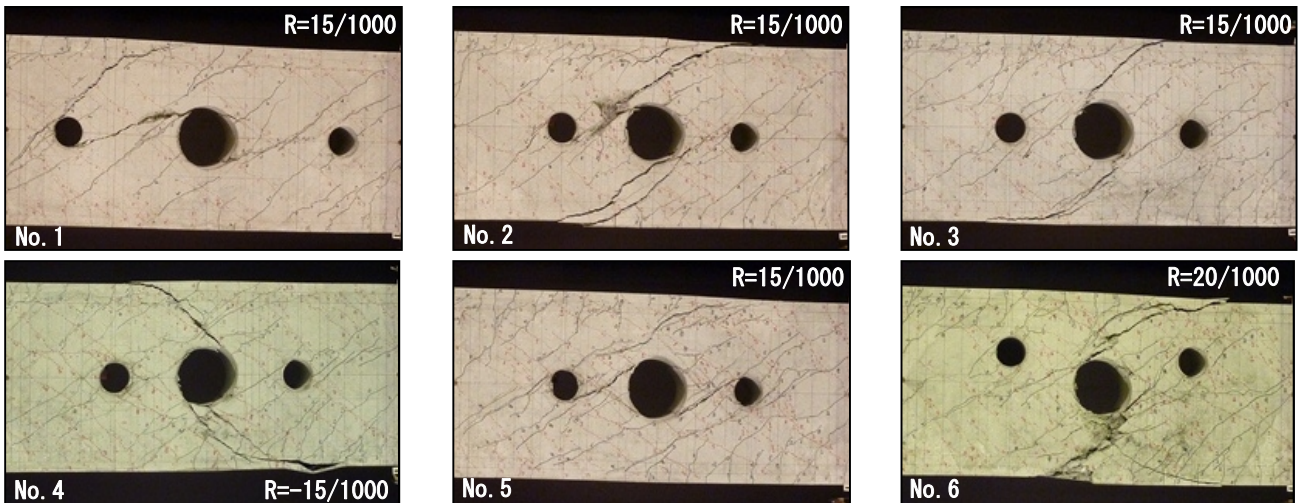 R=15/1000
No. 1
R=15/1000
No. 2
R=15/1000
No. 3
No. 4
R=-15/1000
R=15/1000
No. 5
R=20/1000
No. 6